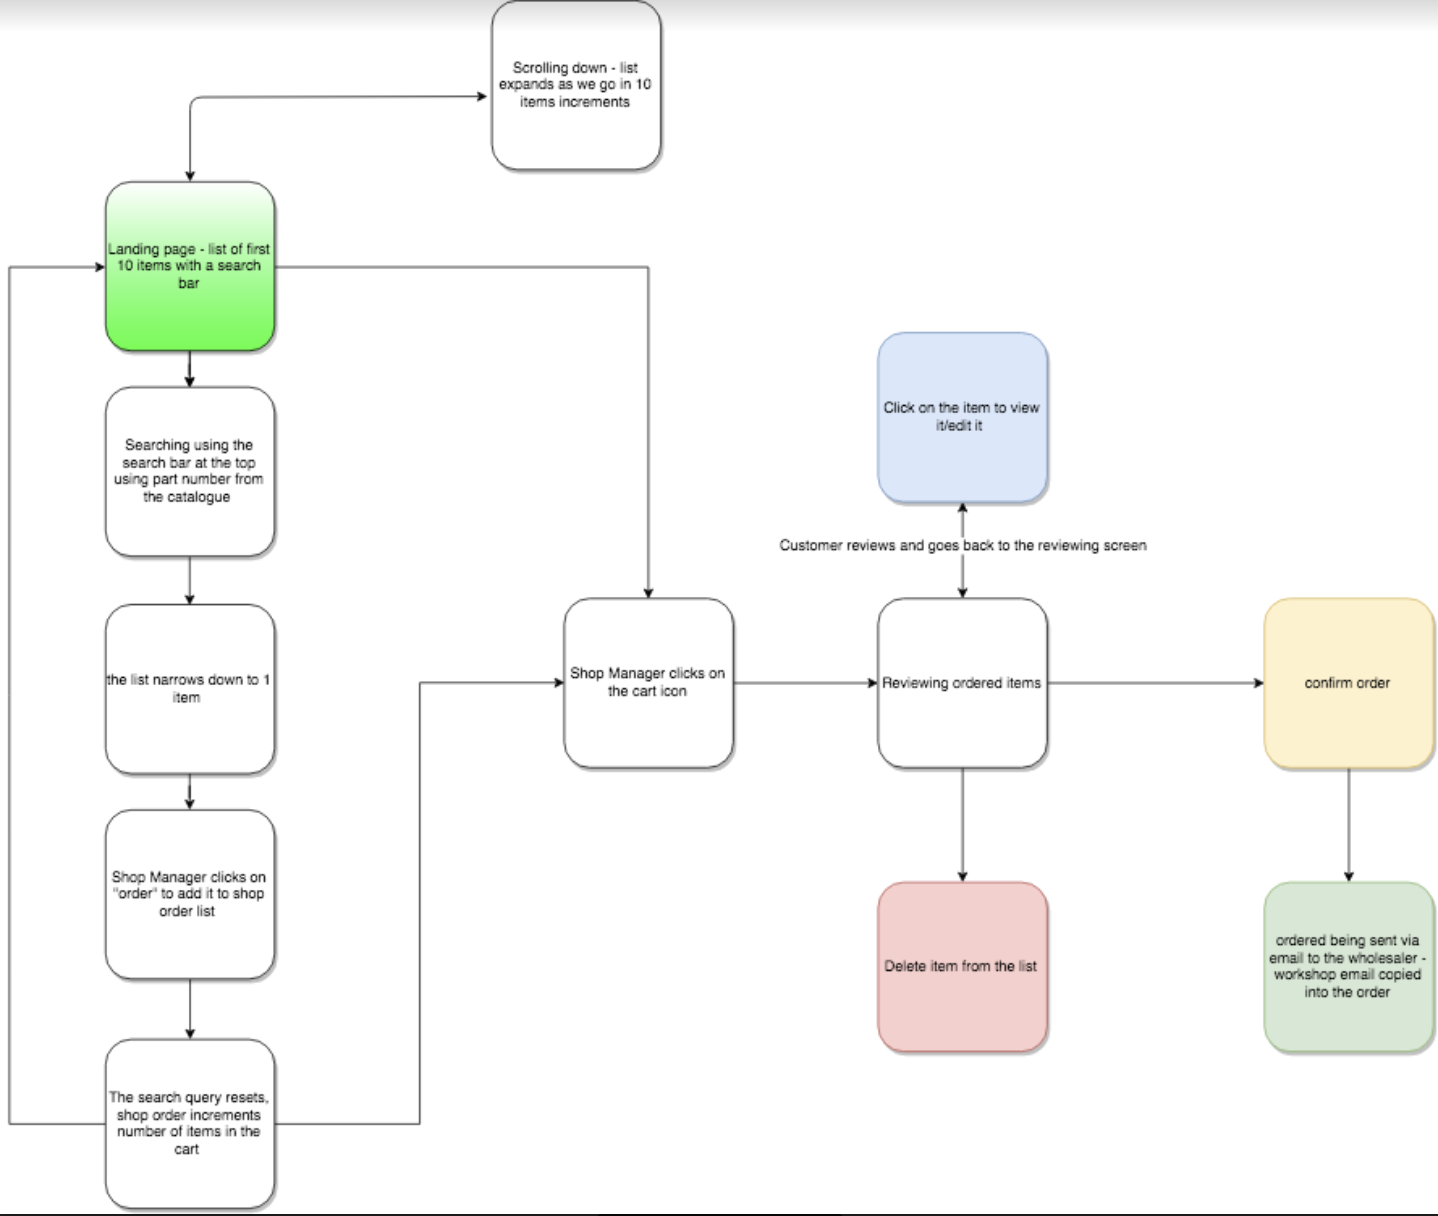 Scrolling down - list
expands as we go in 10
items increments
Landing page - list of first
10 items with a search
bar
Searching using the
search bar at the top
using part number from
the catalogue
the list narrows down to 1
item
Shop Manager clicks on
"order" to add it to shop
order list
The search query resets,
shop order increments
number of items in the
cart
Shop Manager clicks on
the cart icon
Click on the item to view
it/edit it
Customer reviews and goes back to the reviewing screen
Reviewing ordered items
Delete item from the list
confirm order
ordered being sent via
email to the wholesaler -
workshop email copied
into the order